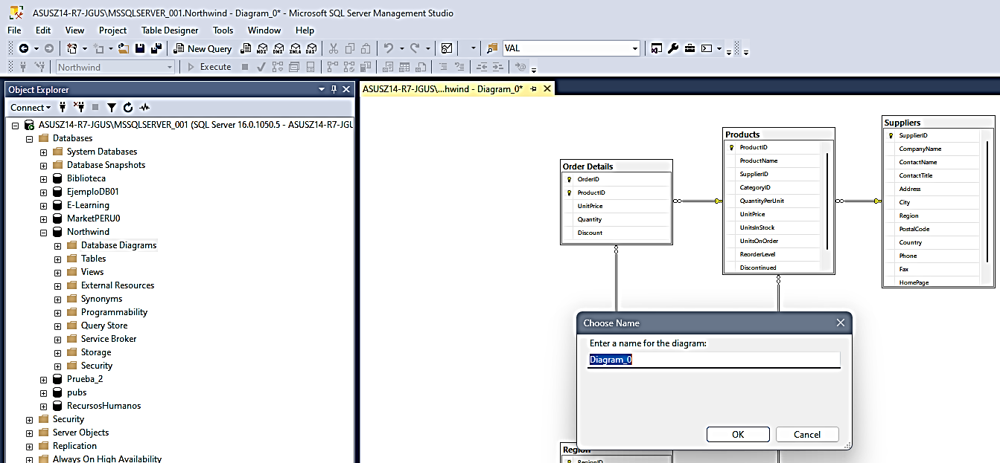 ASUSZ14-R7-JGUS\MSSQLSERVER_001.Northwind - Diagram_0* - Microsoft SQL Server Management Studio
File Edit View Project Table Designer Tools Window Help
New Query MDX DMX XMLA DAX VAL
Northwind Execute
Object Explorer
Connect
ASUSZ14-R7-JGUS\MSSQLSERVER_001 (SQL Server 16.0.1050.5 - ASUSZ14-R7-JGU
Databases
System Databases
Database Snapshots
Biblioteca
EjemploDB01
E-Learning
MarketPERU0
Northwind
Database Diagrams
Tables
Views
External Resources
Synonyms
Programmability
Query Store
Service Broker
Storage
Security
Prueba_2
pubs
RecursosHumanos
Security
Server Objects
Replication
Always On High Availability
ASUSZ14-R7-JGUS\...hwind - Diagram_0*
Order Details
OrderID
ProductID
UnitPrice
Quantity
Discount
Products
ProductID
ProductName
SupplierID
CategoryID
QuantityPerUnit
UnitPrice
UnitsInStock
UnitsOnOrder
ReorderLevel
Discontinued
Suppliers
SupplierID
CompanyName
ContactName
ContactTitle
Address
City
Region
PostalCode
Country
Phone
Fax
HomePage
Choose Name
Enter a name for the diagram:
Diagram_0
OK Cancel
Region
RegionID